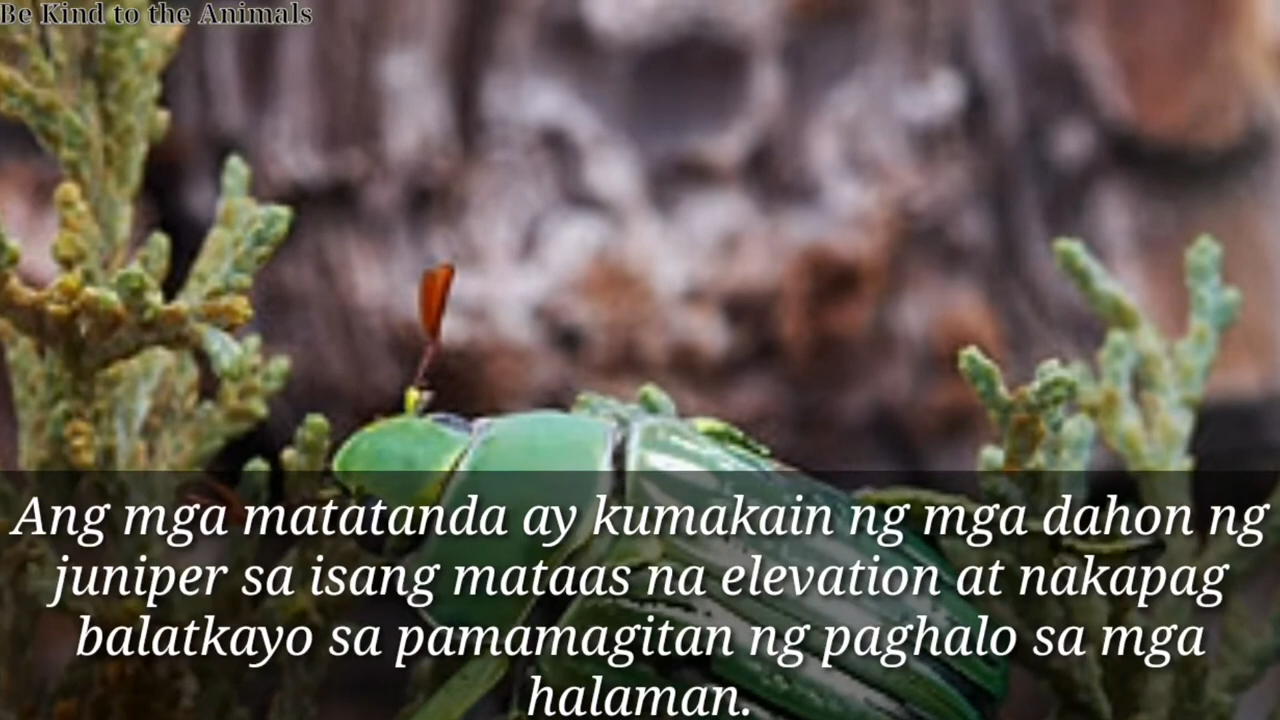 Be Kind to the Animals
Ang mga matatanda ay kumakain ng mga dahon ng
juniper sa isang mataas na elevation at nakapag
balatkayo sa pamamagitan ng paghalo sa mga
halaman.